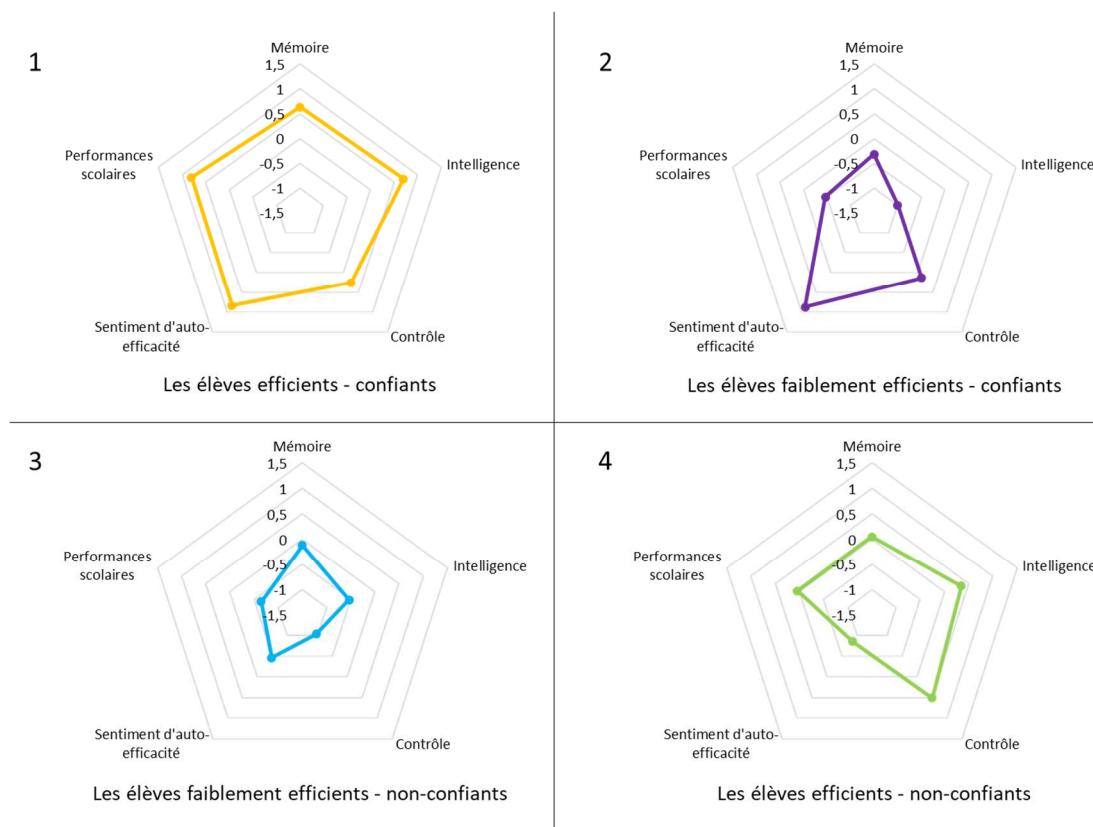 1
Mémoire
1,5
1
0,5
0
-0,5
-1
-1,5
Performances
scolaires
Intelligence
Sentiment d'auto-
efficacité
Contrôle
Les élèves efficients - confiants
2
Mémoire
1,5
1
0,5
0
-0,5
-1
-1,5
Performances
scolaires
Intelligence
Sentiment d'auto-
efficacité
Contrôle
Les élèves faiblement efficients - confiants
3
Mémoire
1,5
1
0,5
0
-0,5
-1
-1,5
Performances
scolaires
Intelligence
Sentiment d'auto-
efficacité
Contrôle
Les élèves faiblement efficients - non-confiants
4
Mémoire
1,5
1
0,5
0
-0,5
-1
-1,5
Performances
scolaires
Intelligence
Sentiment d'auto-
efficacité
Contrôle
Les élèves efficients - non-confiants